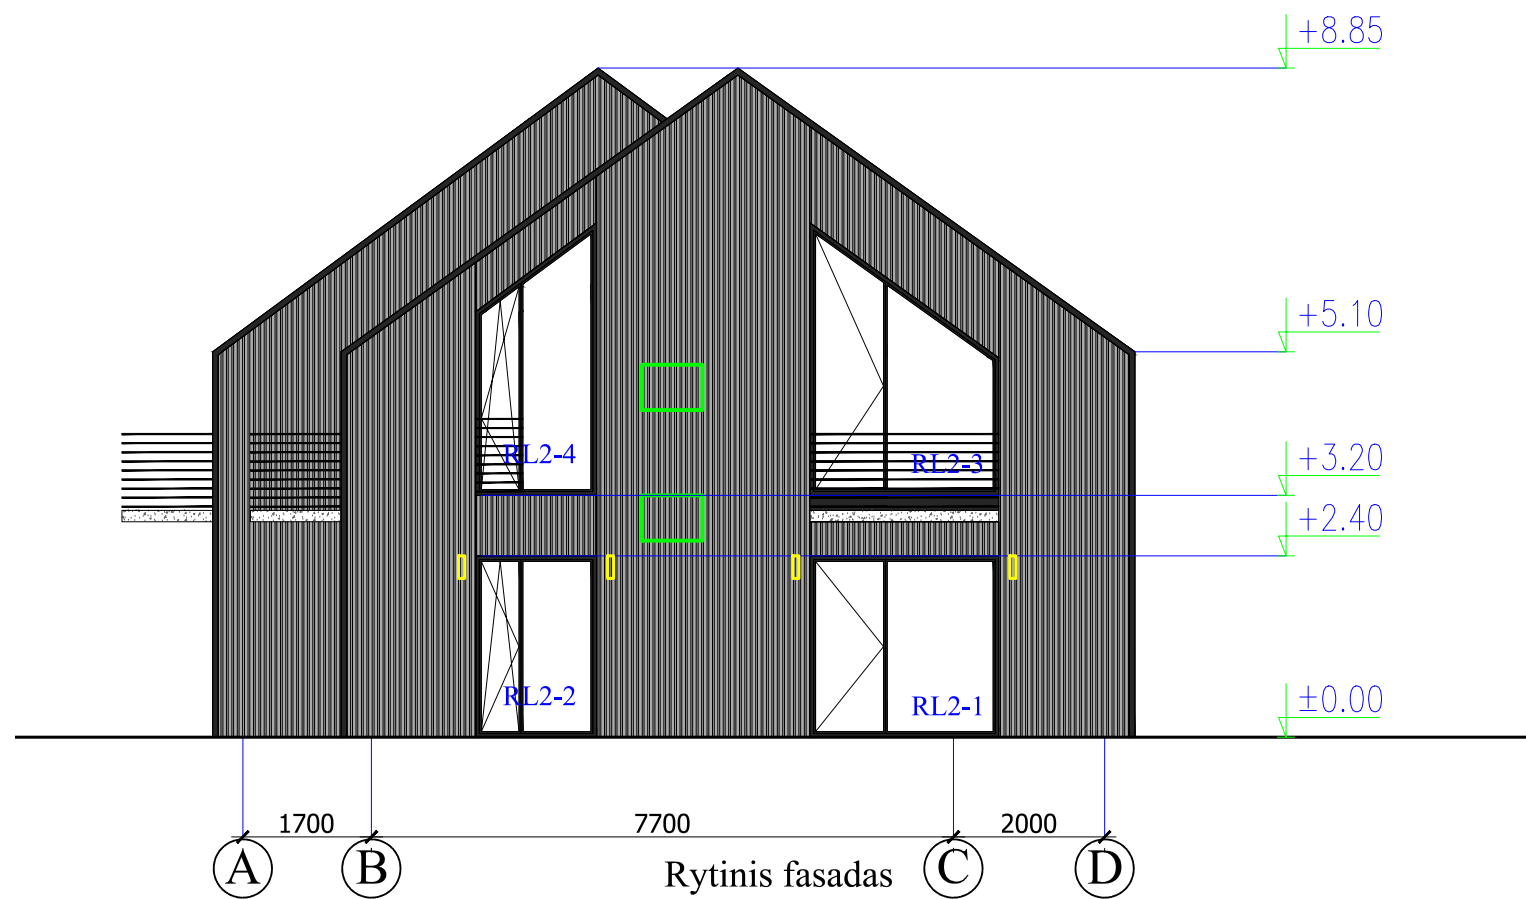 +8.85
+5.10
RL2-4
RL2-3
+3.20
+2.40
RL2-2
RL2-1
±0.00
1700
7700
2000
A
B
C
D
Rytinis fasadas